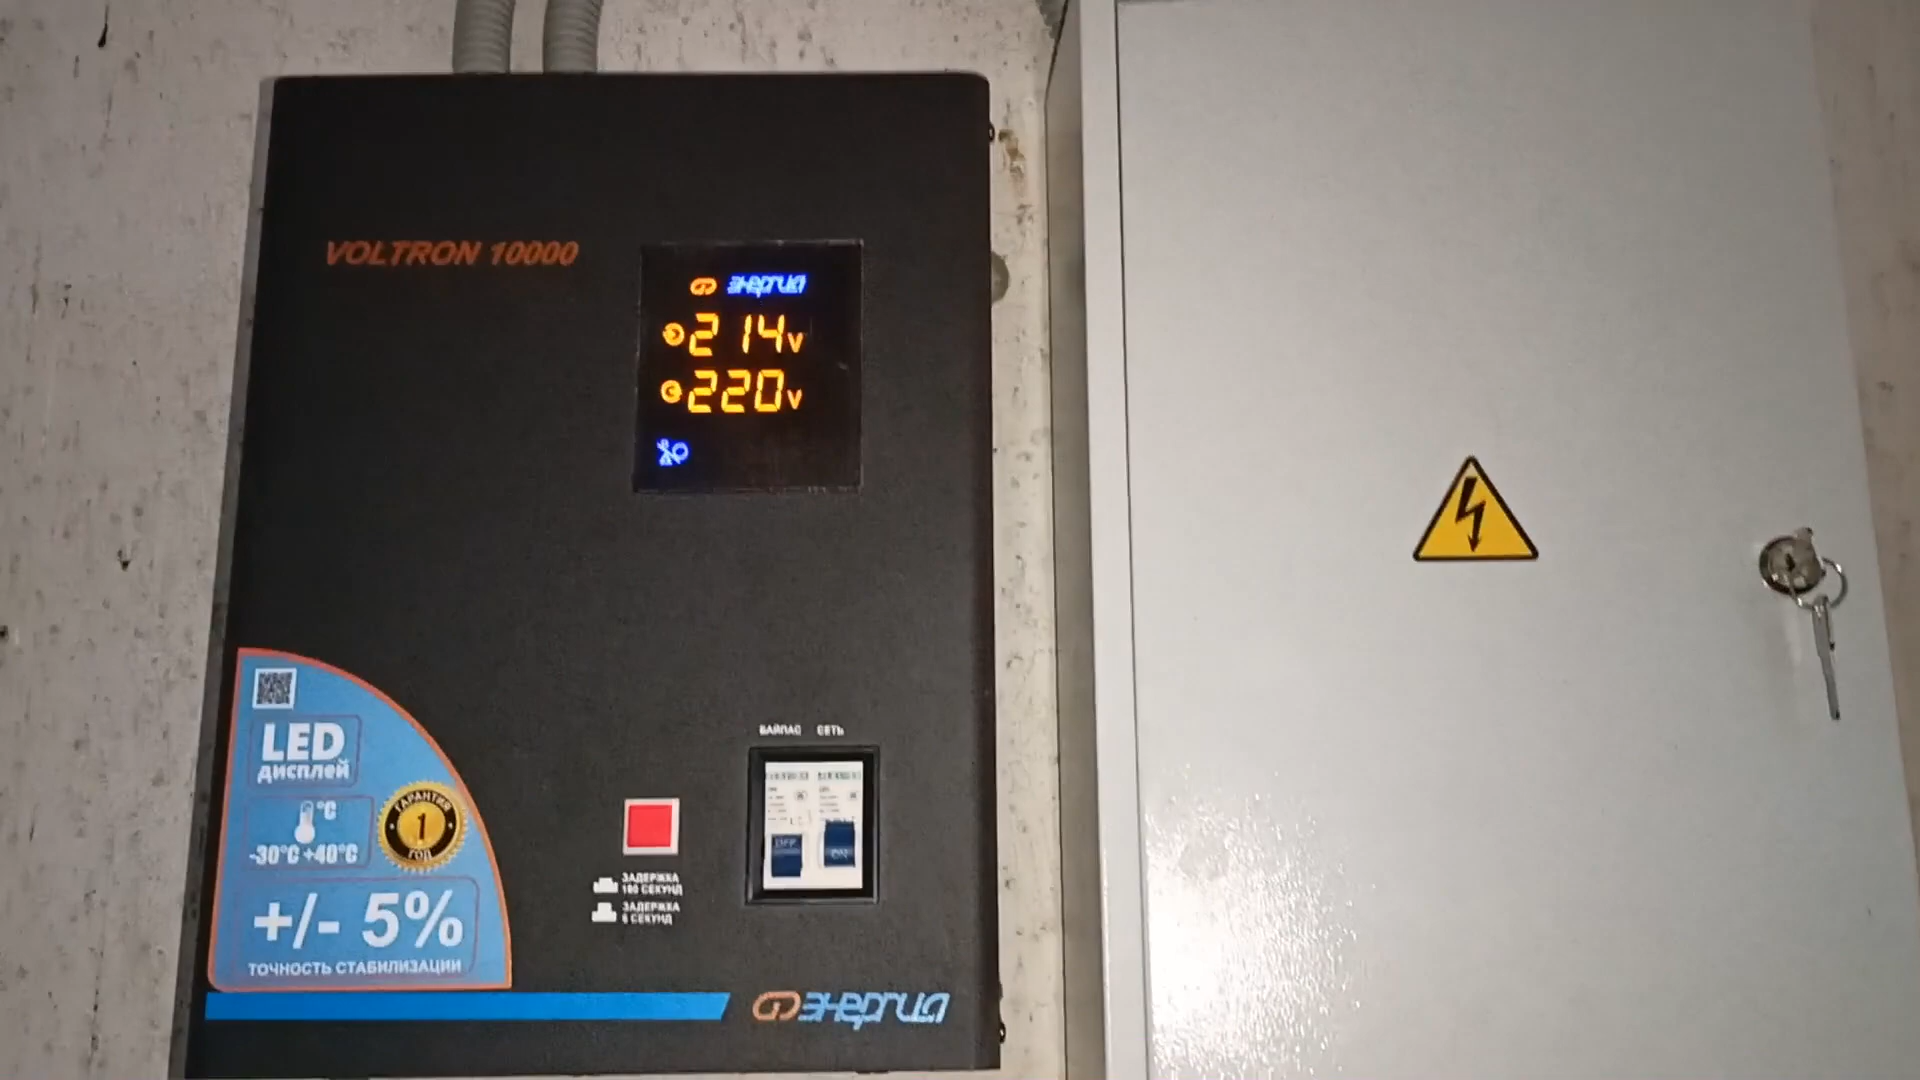 VOLTRON 10000
энергия
214v
220v
LED
дисплей
°C
-30°C +40°C
ГАРАНТИЯ
1
ГОД
+/- 5%
ТОЧНОСТЬ СТАБИЛИЗАЦИИ
БАЙПАС СЕТЬ
OFF
ON
ЗАДЕРЖКА
180 СЕКУНД
ЗАДЕРЖКА
6 СЕКУНД
энергия